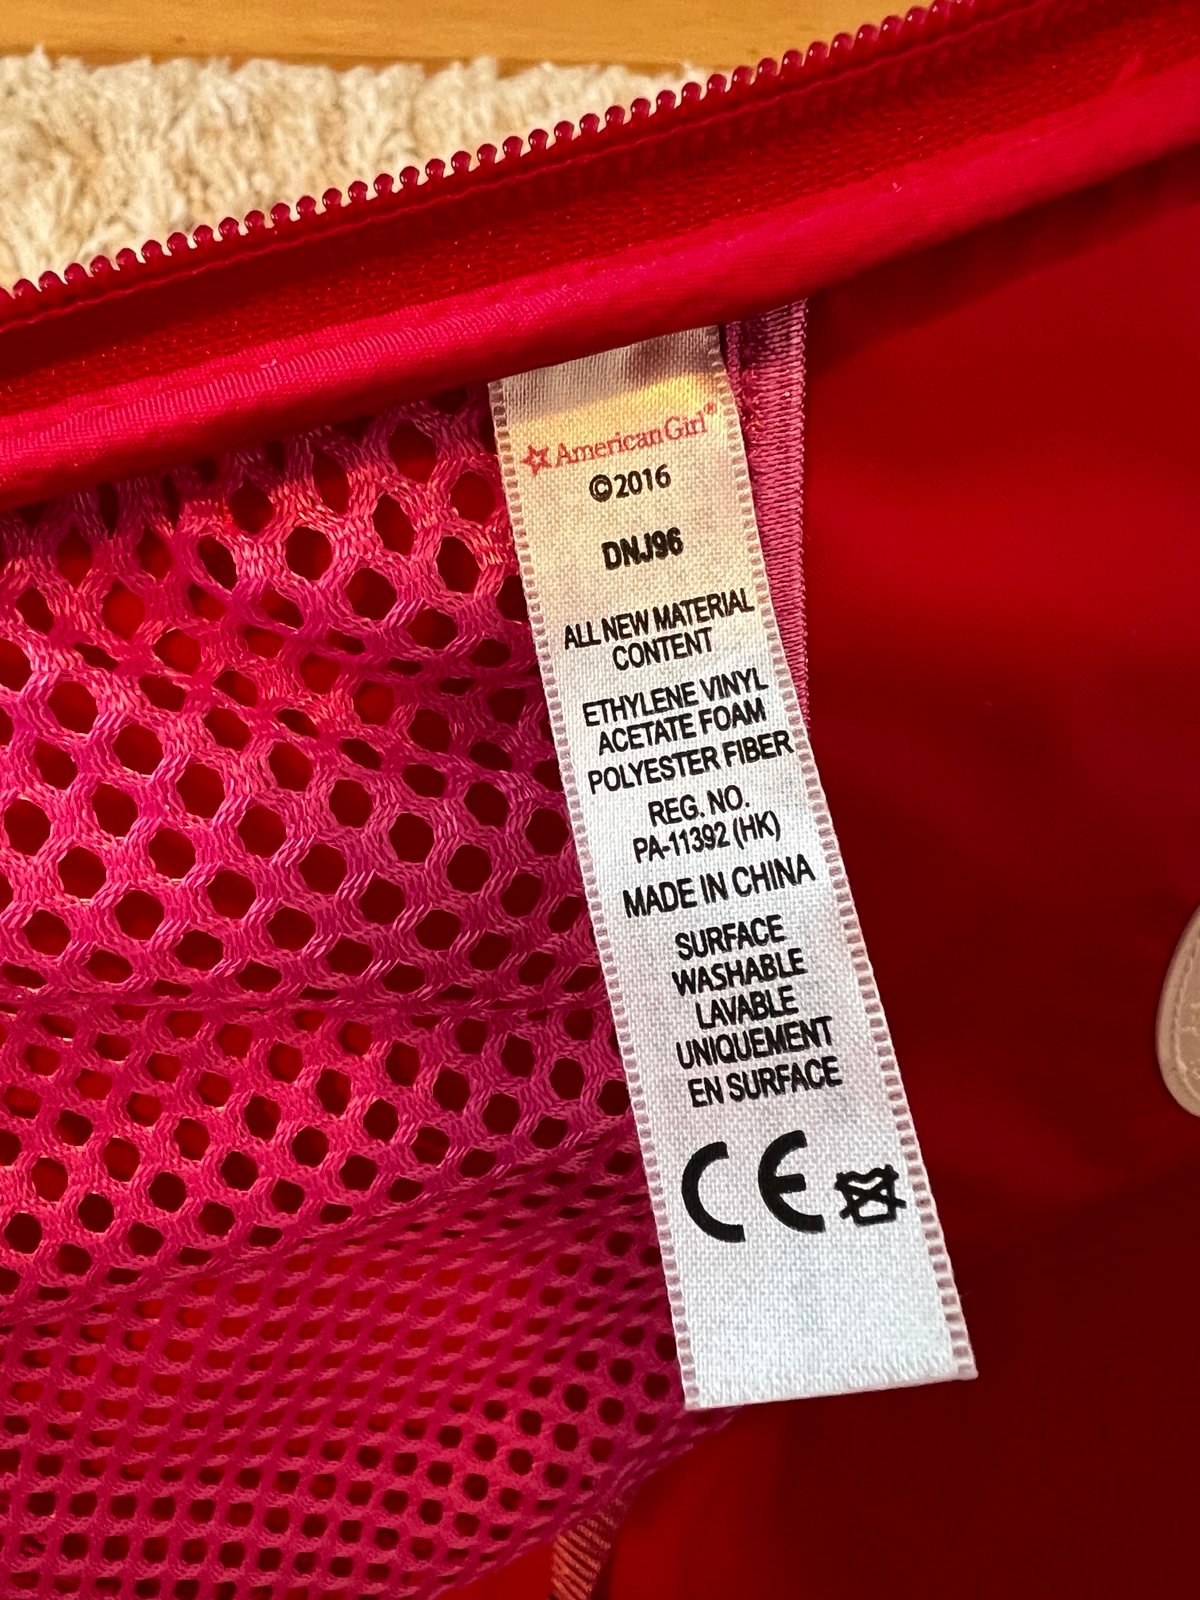 American Girl®
©2016
DNJ96
ALL NEW MATERIAL
CONTENT
ETHYLENE VINYL
ACETATE FOAM
POLYESTER FIBER
REG. NO.
PA-11392 (HK)
MADE IN CHINA
SURFACE
WASHABLE
LAVABLE
UNIQUEMENT
EN SURFACE
CE